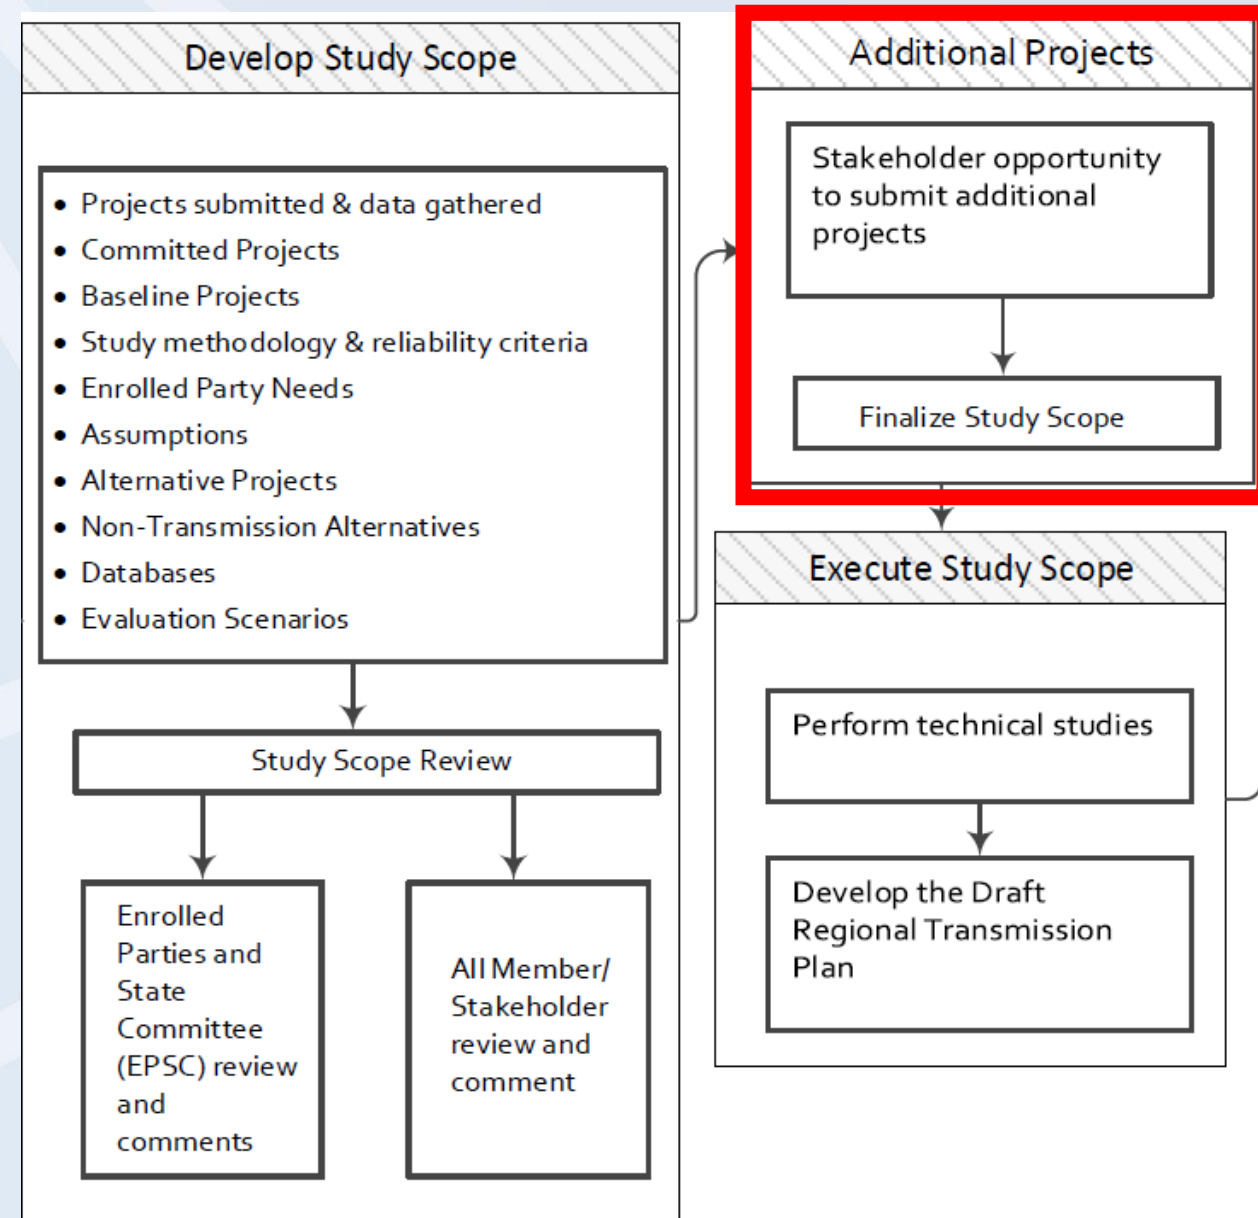 Develop Study Scope
• Projects submitted & data gathered
• Committed Projects
• Baseline Projects
• Study methodology & reliability criteria
• Enrolled Party Needs
• Assumptions
• Alternative Projects
• Non-Transmission Alternatives
• Databases
• Evaluation Scenarios
Study Scope Review
Enrolled
Parties and
State
Committee
(EPSC) review
and
comments
All Member/
Stakeholder
review and
comment
Additional Projects
Stakeholder opportunity
to submit additional
projects
Finalize Study Scope
Execute Study Scope
Perform technical studies
Develop the Draft
Regional Transmission
Plan